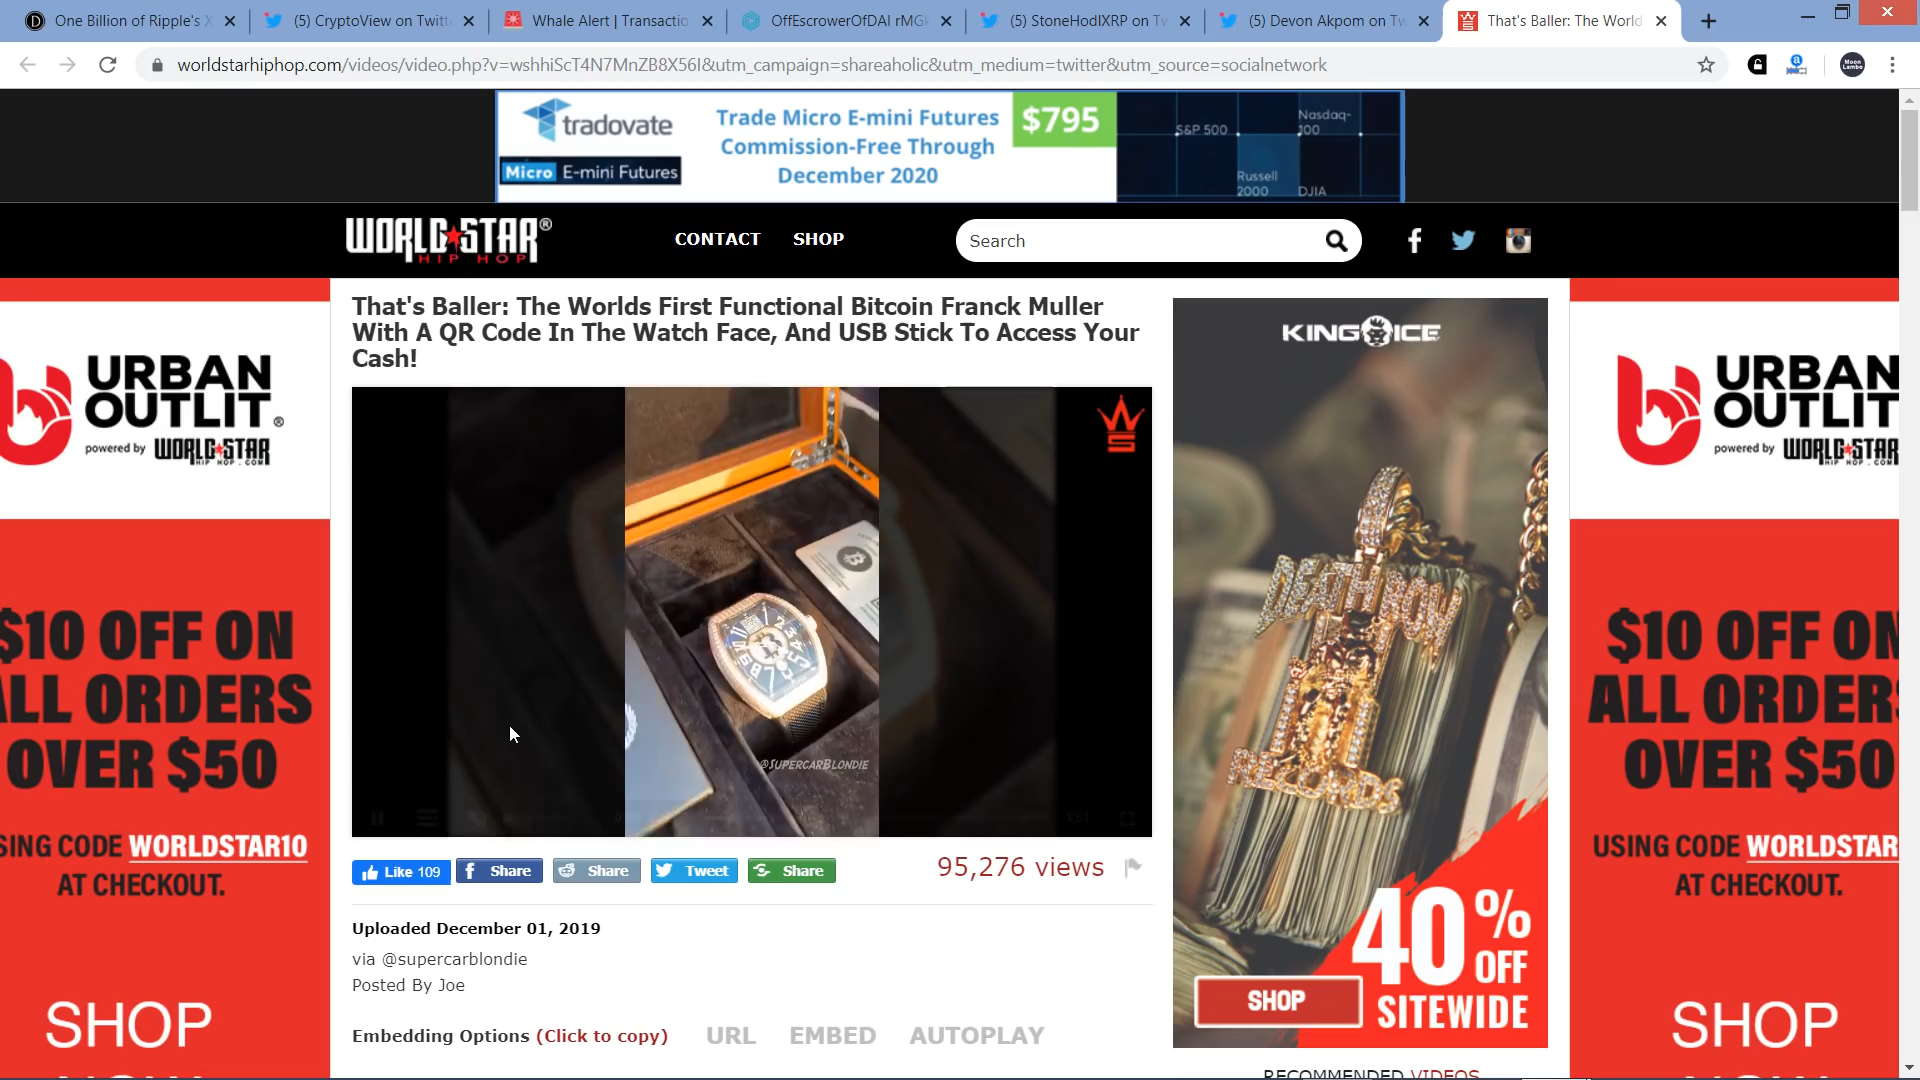 One Billion of Ripple's X
(5) CryptoView on Twitt
Whale Alert | Transactio
OffEscrowerOfDAI rMGk
(5) StoneHodlXRP on Tw
(5) Devon Akpom on Tw
That's Baller: The World
worldstarhiphop.com/videos/video.php?v=wshhiScT4N7MnZB8X56I&utm_campaign=shareaholic&utm_medium=twitter&utm_source=socialnetwork
tradovate
Micro E-mini Futures
Trade Micro E-mini Futures
Commission-Free Through
December 2020
$795
S&P 500
Nasdaq-
100
Russell
2000
DJIA
WORLD STAR®
HIP HOP
CONTACT
SHOP
Search
That's Baller: The Worlds First Functional Bitcoin Franck Muller
With A QR Code In The Watch Face, And USB Stick To Access Your
Cash!
@SUPERCARBLONDIE
Like 109
Share
Share
Tweet
Share
95,276 views
Uploaded December 01, 2019
via @supercarblondie
Posted By Joe
Embedding Options (Click to copy)
URL
EMBED
AUTOPLAY
URBAN
OUTLIT®
powered by WORLD STAR
HIP HOP.COM
$10 OFF ON
ALL ORDERS
OVER $50
USING CODE WORLDSTAR10
AT CHECKOUT.
SHOP
NOW
KING ICE
DEATH ROW
RECORDS
40% OFF
SITEWIDE
SHOP
RECOMMENDED VIDEOS
URBAN
OUTLIT
powered by WORLD STAR
$10 OFF ON
ALL ORDERS
OVER $50
USING CODE WORLDSTAR
AT CHECKOUT.
SHOP
NOW